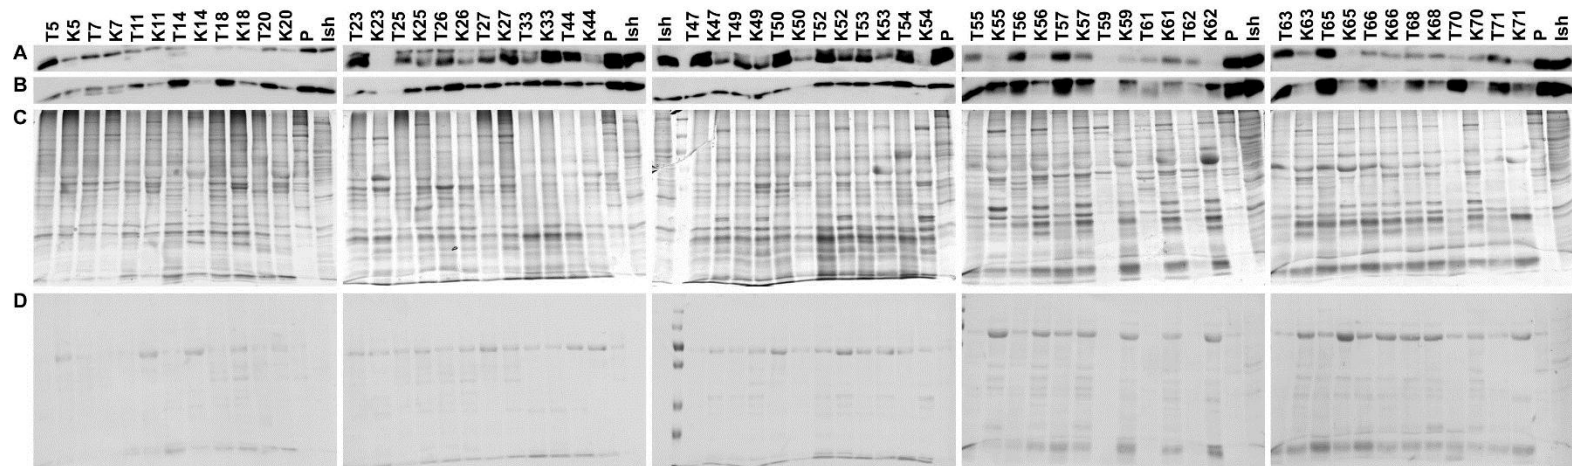 T5 K5 T7 K7 T11 K11 T14 K14 T18 K18 T20 K20 P Ish T23 K23 T25 K25 T26 K26 T27 K27 T33 K33 T44 K44 P Ish Ish T47 K47 T49 K49 T50 K50 T52 K52 T53 K53 T54 K54 P T55 K55 T56 K56 T57 K57 T59 K59 T61 K61 T62 K62 P Ish T63 K63 T65 K65 T66 K66 T68 K68 T70 K70 T71 K71 P Ish
A
B
C
D